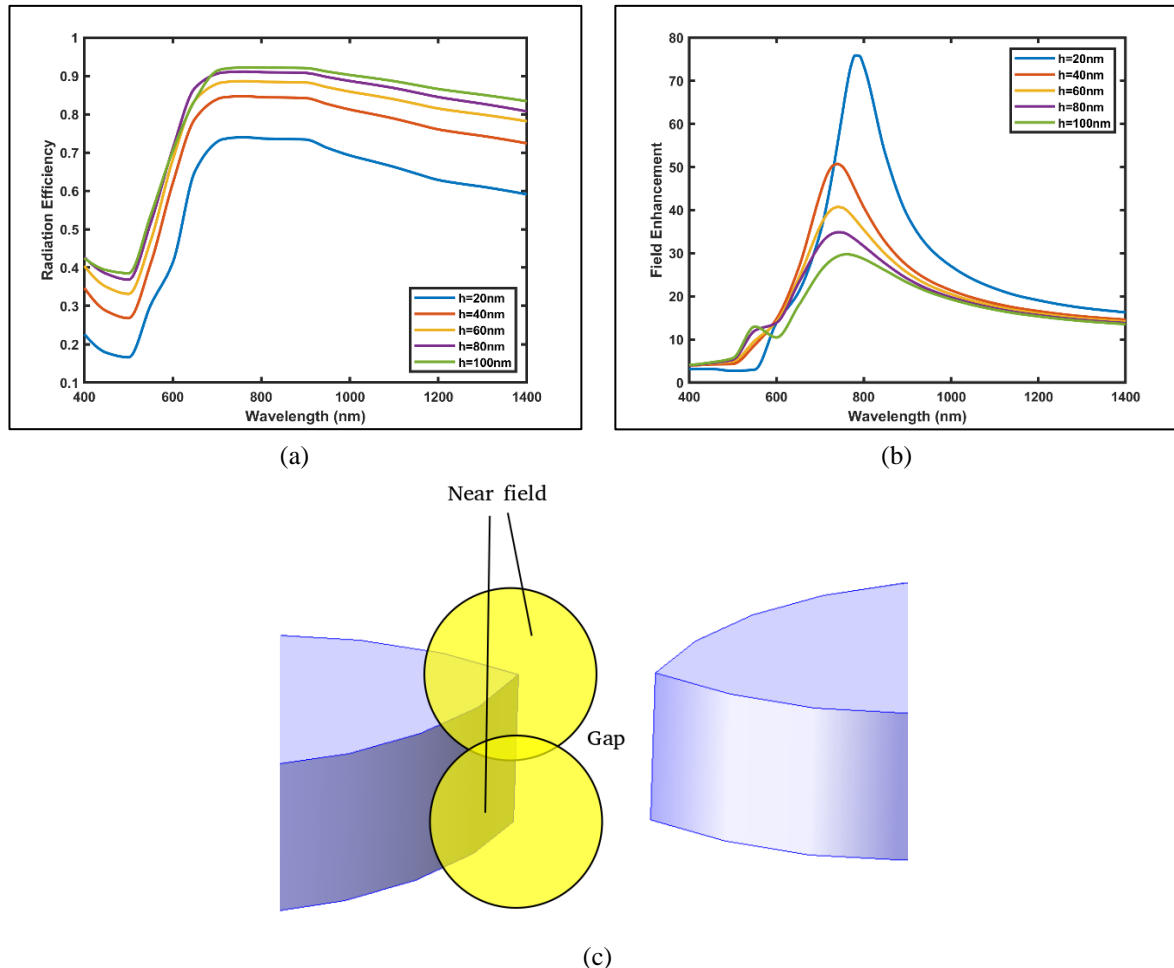 1
0.9
0.8
0.7
0.6
0.5
0.4
0.3
0.2
0.1
Radiation Efficiency
400 600 800 1000 1200 1400
Wavelength (nm)
h=20nm
h=40nm
h=60nm
h=80nm
h=100nm
(a)
80
70
60
50
40
30
20
10
0
Field Enhancement
400 600 800 1000 1200 1400
Wavelength (nm)
h=20nm
h=40nm
h=60nm
h=80nm
h=100nm
(b)
Near field
Gap
(c)